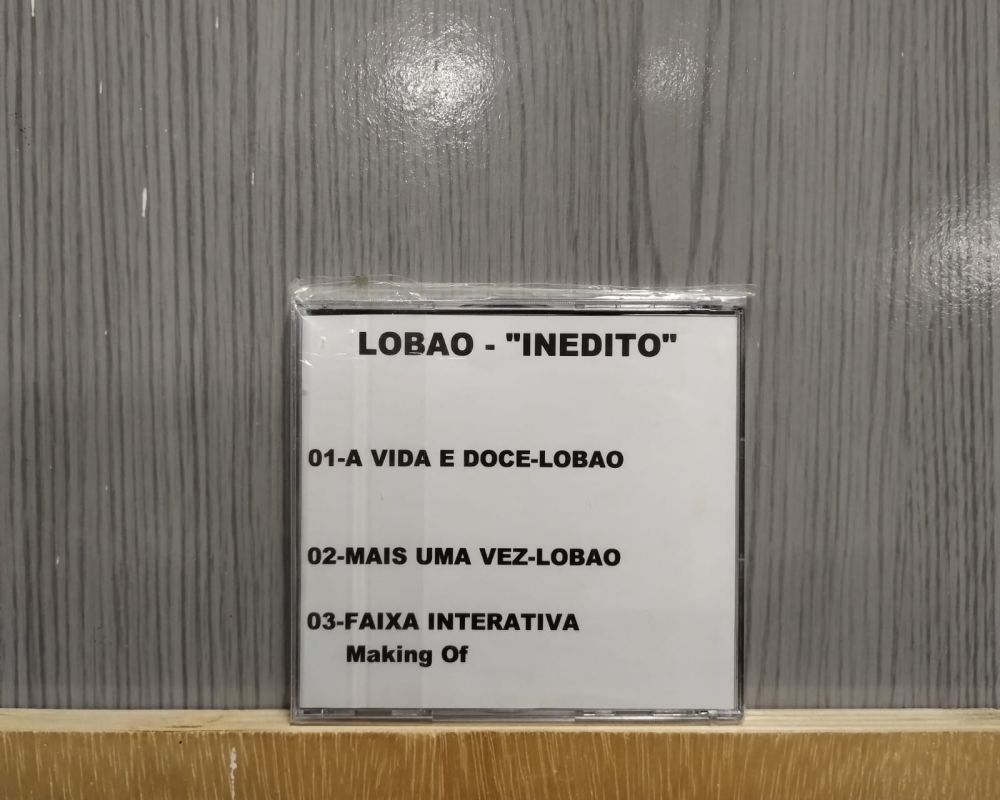 LOBAO - "INEDITO"
01-A VIDA E DOCE-LOBAO
02-MAIS UMA VEZ-LOBAO
03-FAIXA INTERATIVA
Making Of